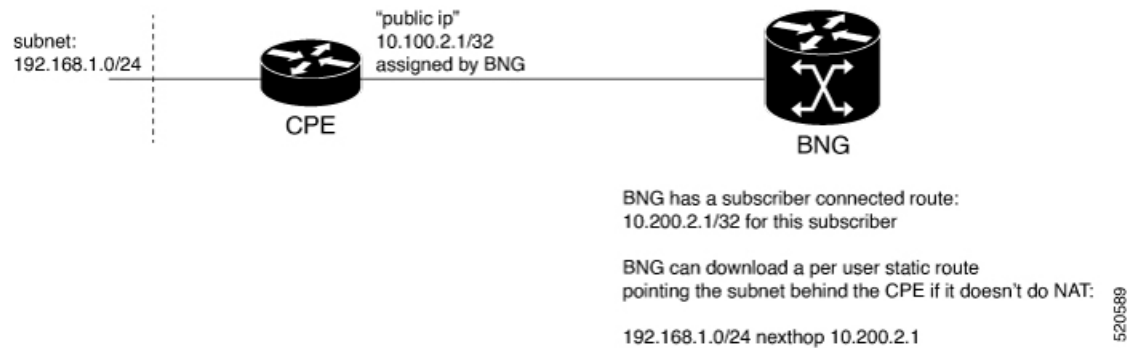 subnet:
192.168.1.0/24
"public ip"
10.100.2.1/32
assigned by BNG
CPE
BNG
BNG has a subscriber connected route:
10.200.2.1/32 for this subscriber
BNG can download a per user static route
pointing the subnet behind the CPE if it doesn't do NAT:
192.168.1.0/24 nexthop 10.200.2.1
520589